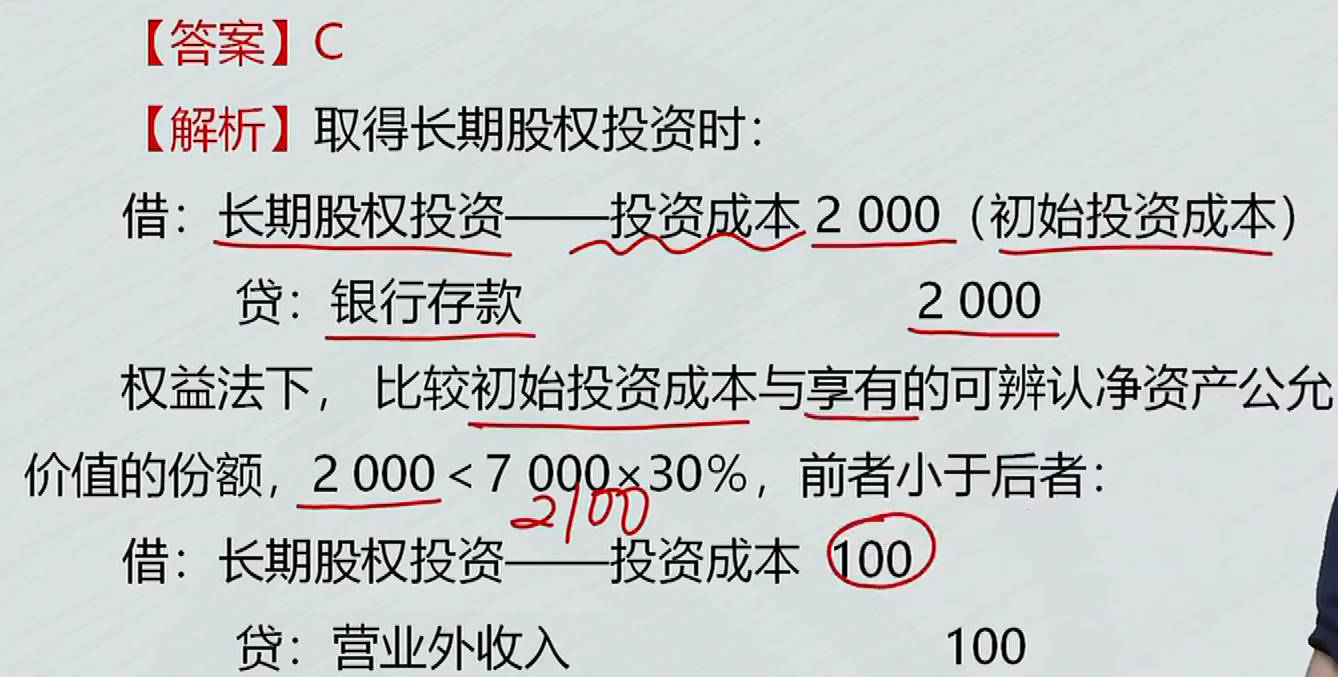 【答案】C
【解析】取得长期股权投资时：
借：长期股权投资——投资成本 2 000（初始投资成本）
贷：银行存款 2 000
权益法下， 比较初始投资成本与享有的可辨认净资产公允
价值的份额，2 000＜7 000×30%，前者小于后者：
2100
借：长期股权投资——投资成本 100
贷：营业外收入 100